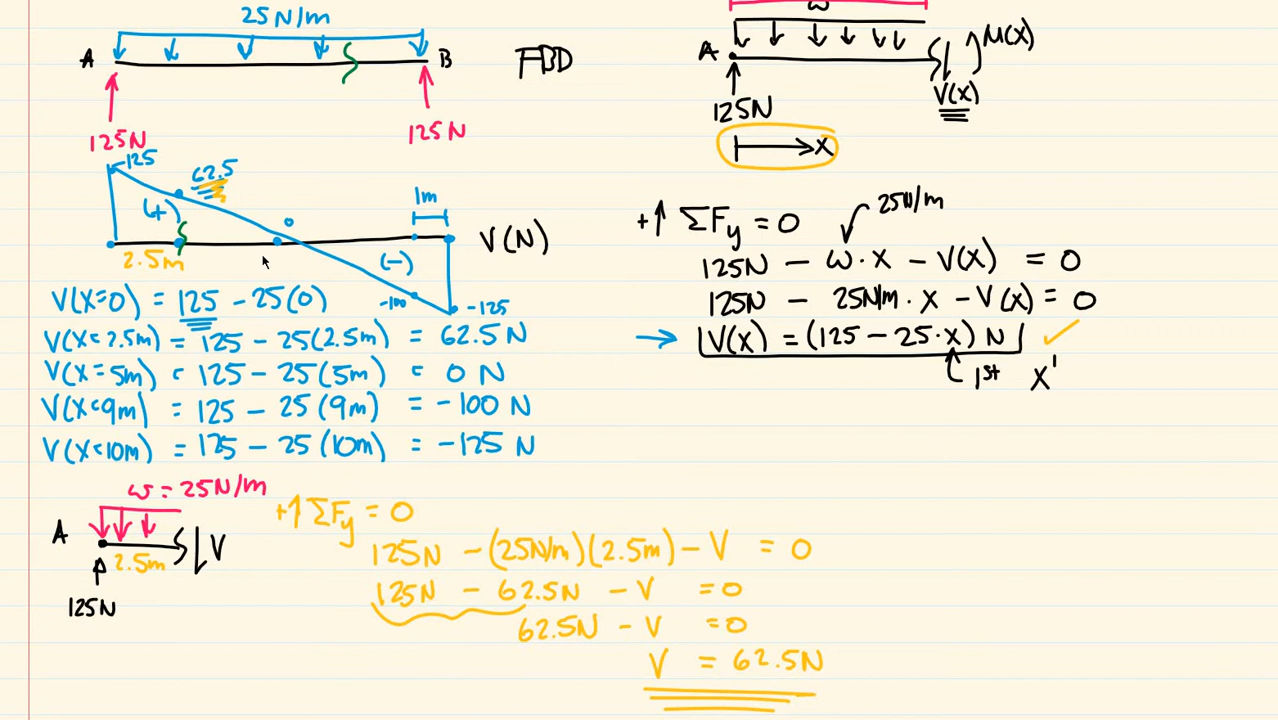 25 N/m
A
B
FBD
125N
125N
125
62.5
(+)
0
1m
V(N)
2.5m
(-)
-100
-125
V(x=0) = 125 - 25(0)
V(x=2.5m) = 125 - 25(2.5m) = 62.5 N
V(x=5m) = 125 - 25(5m) = 0 N
V(x=9m) = 125 - 25(9m) = -100 N
V(x=10m) = 125 - 25(10m) = -125 N
ω
A
M(x)
V(x)
125N
x
+↑ ΣFy = 0
25N/m
125N - ω·x - V(x) = 0
125N - 25N/m·x - V(x) = 0
→ V(x) = (125 - 25·x) N ✓
1st x¹
ω = 25N/m
A
V
2.5m
125N
+↑ ΣFy = 0
125N - (25N/m)(2.5m) - V = 0
125N - 62.5N - V = 0
62.5N - V = 0
V = 62.5N